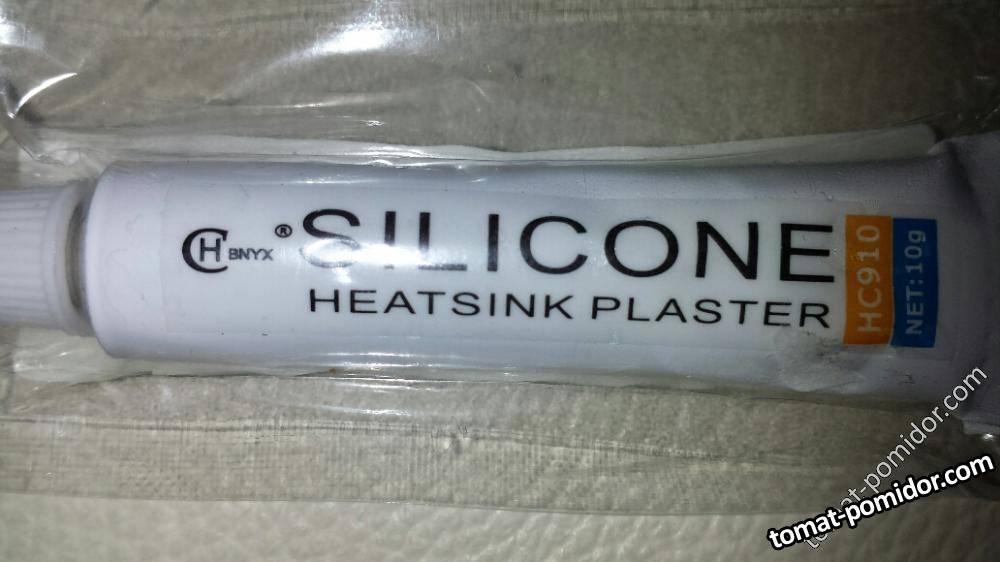 CH BNYX ® SILICONE
HEATSINK PLASTER
HC910
NET:10g
tomat-pomidor.com
tomat-pomidor.com